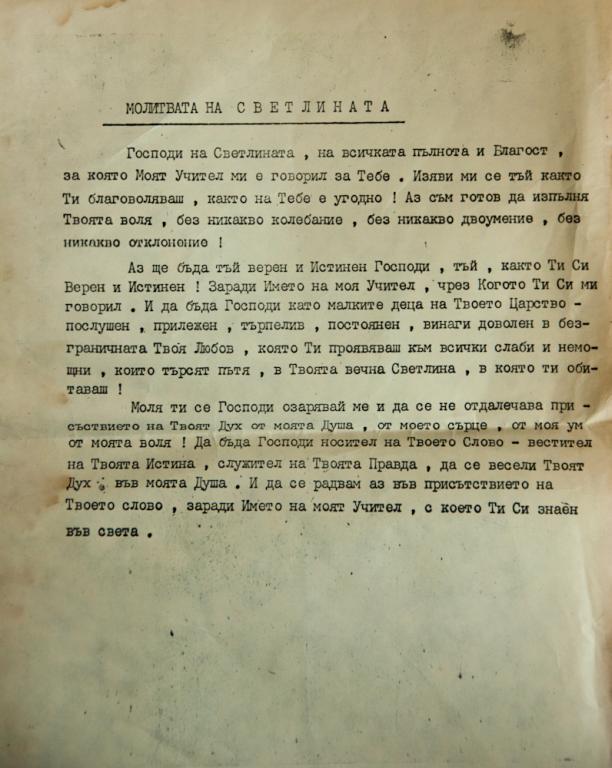 МОЛИТВАТА НА С В Е Т Л И Н А Т А
Господи на Светлината , на всичката пълнота и Благост ,
за която Моят Учител ми е говорил за Тебе . Изяви ми се тъй както
Ти благоволяваш , както на Тебе е угодно ! Аз съм готов да изпълня
Твоята воля , без никакво колебание , без никакво двоумение , без
никакво отклонение !
Аз ще бъда тъй верен и Истинен Господи , тъй , както Ти Си
Верен и Истинен ! Заради Името на моя Учител , чрез Когото Ти Си ми
говорил . И да бъда Господи като малките деца на Твоето Царство -
послушен , прилежен , търпелив , постоянен , винаги доволен в без-
граничната Твоя Любов , която Ти проявяваш към всички слаби и немо-
щни , които търсят пътя , в Твоята вечна Светлина , в която ти оби-
таваш !
Моля ти се Господи озарявай ме и да се не отдалечава при -
съствието на Твоят Дух от моята Душа , от моето сърце , от моя ум
от моята воля ! Да бъда Господи носител на Твоето Слово - вестител
на Твоята Истина , служител на Твоята Правда , да се весели Твоят
Дух във моята Душа . И да се радвам аз във присътствието на
Твоето слово , заради Името на моят Учител , с което Ти Си знаен
във света .